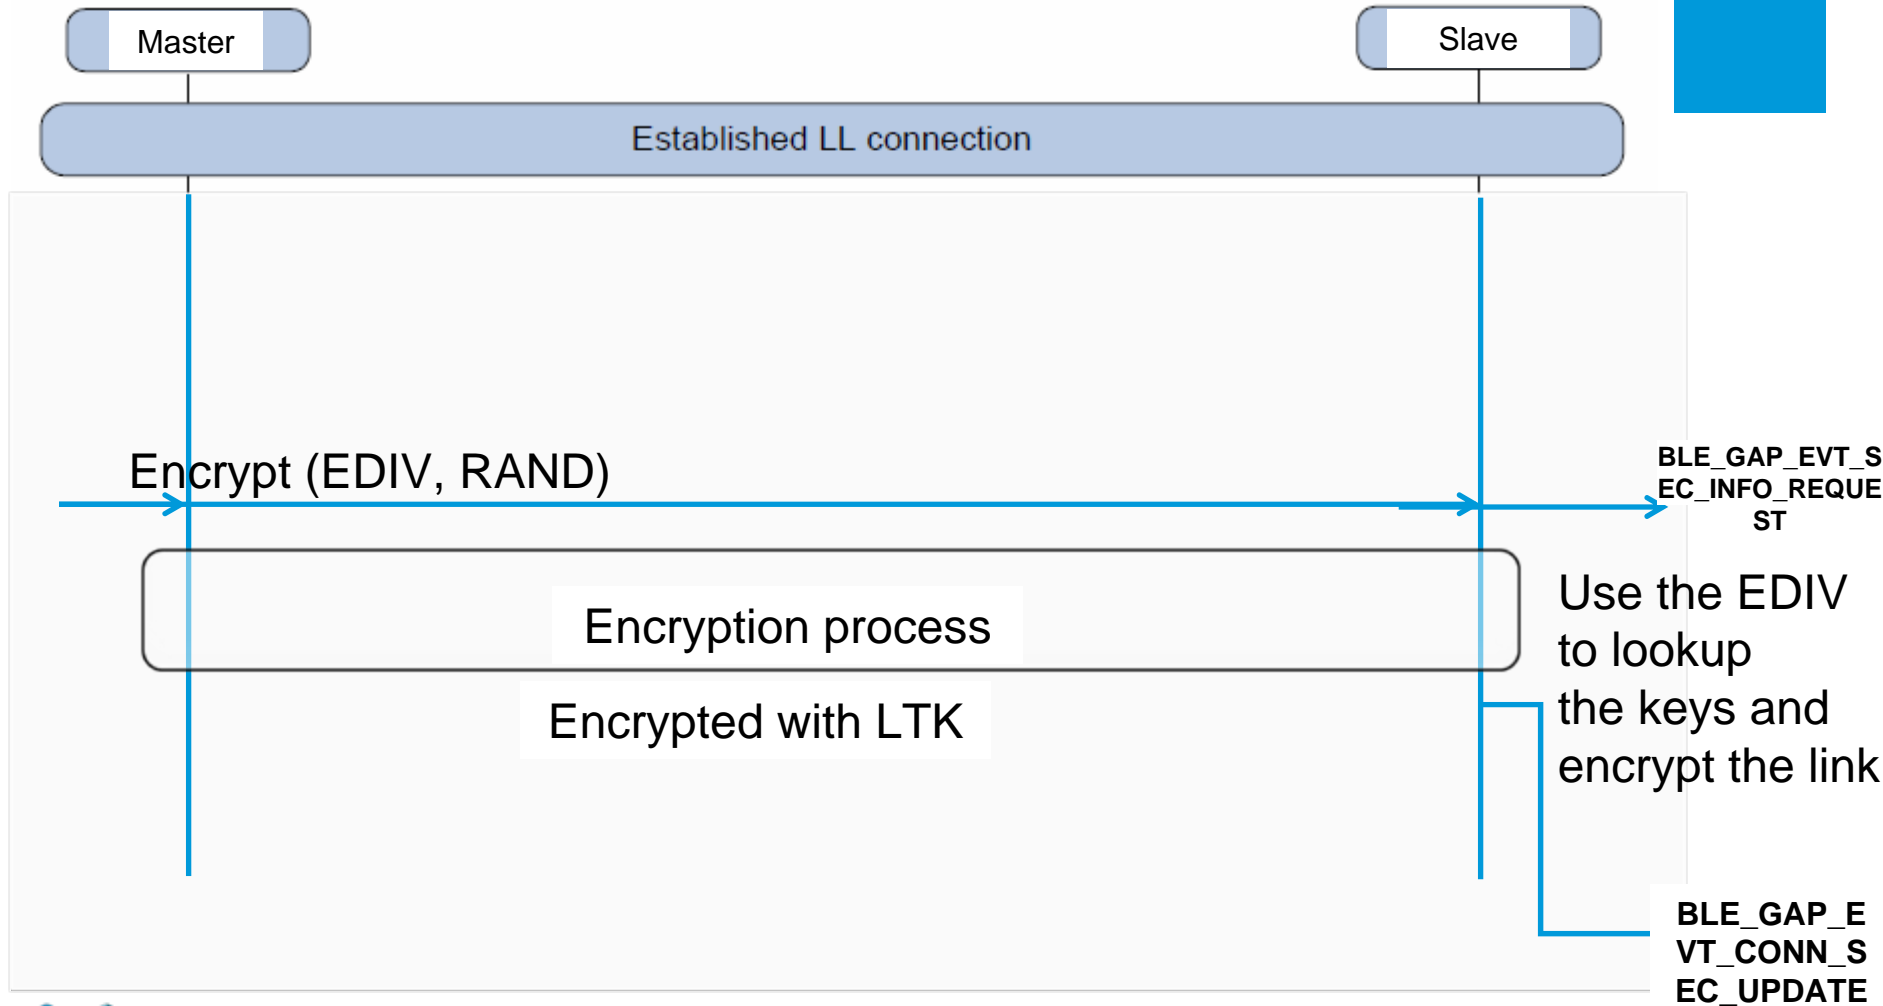 Master
Slave
Established LL connection
Encrypt (EDIV, RAND)
BLE_GAP_EVT_S
EC_INFO_REQUE
ST
Encryption process
Encrypted with LTK
Use the EDIV
to lookup
the keys and
encrypt the link
BLE_GAP_E
VT_CONN_S
EC_UPDATE